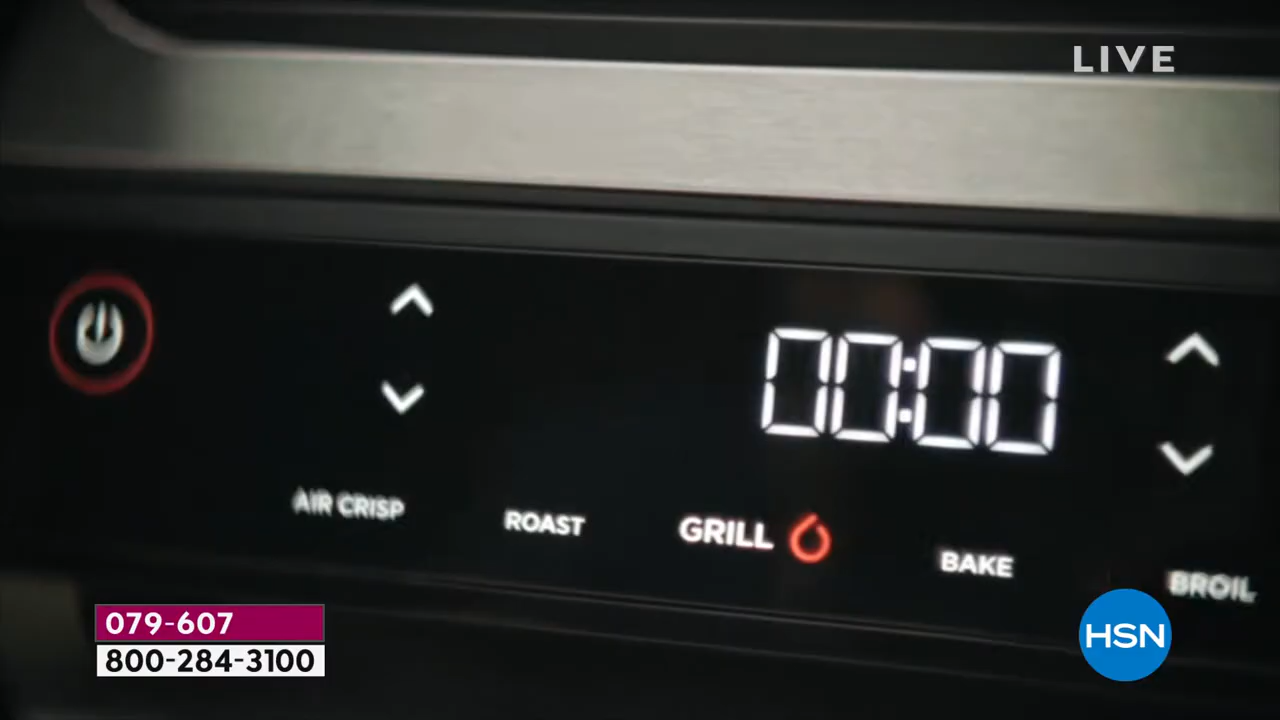 LIVE
00:00
AIR CRISP
ROAST
GRILL
BAKE
BROIL
079-607
800-284-3100
HSN